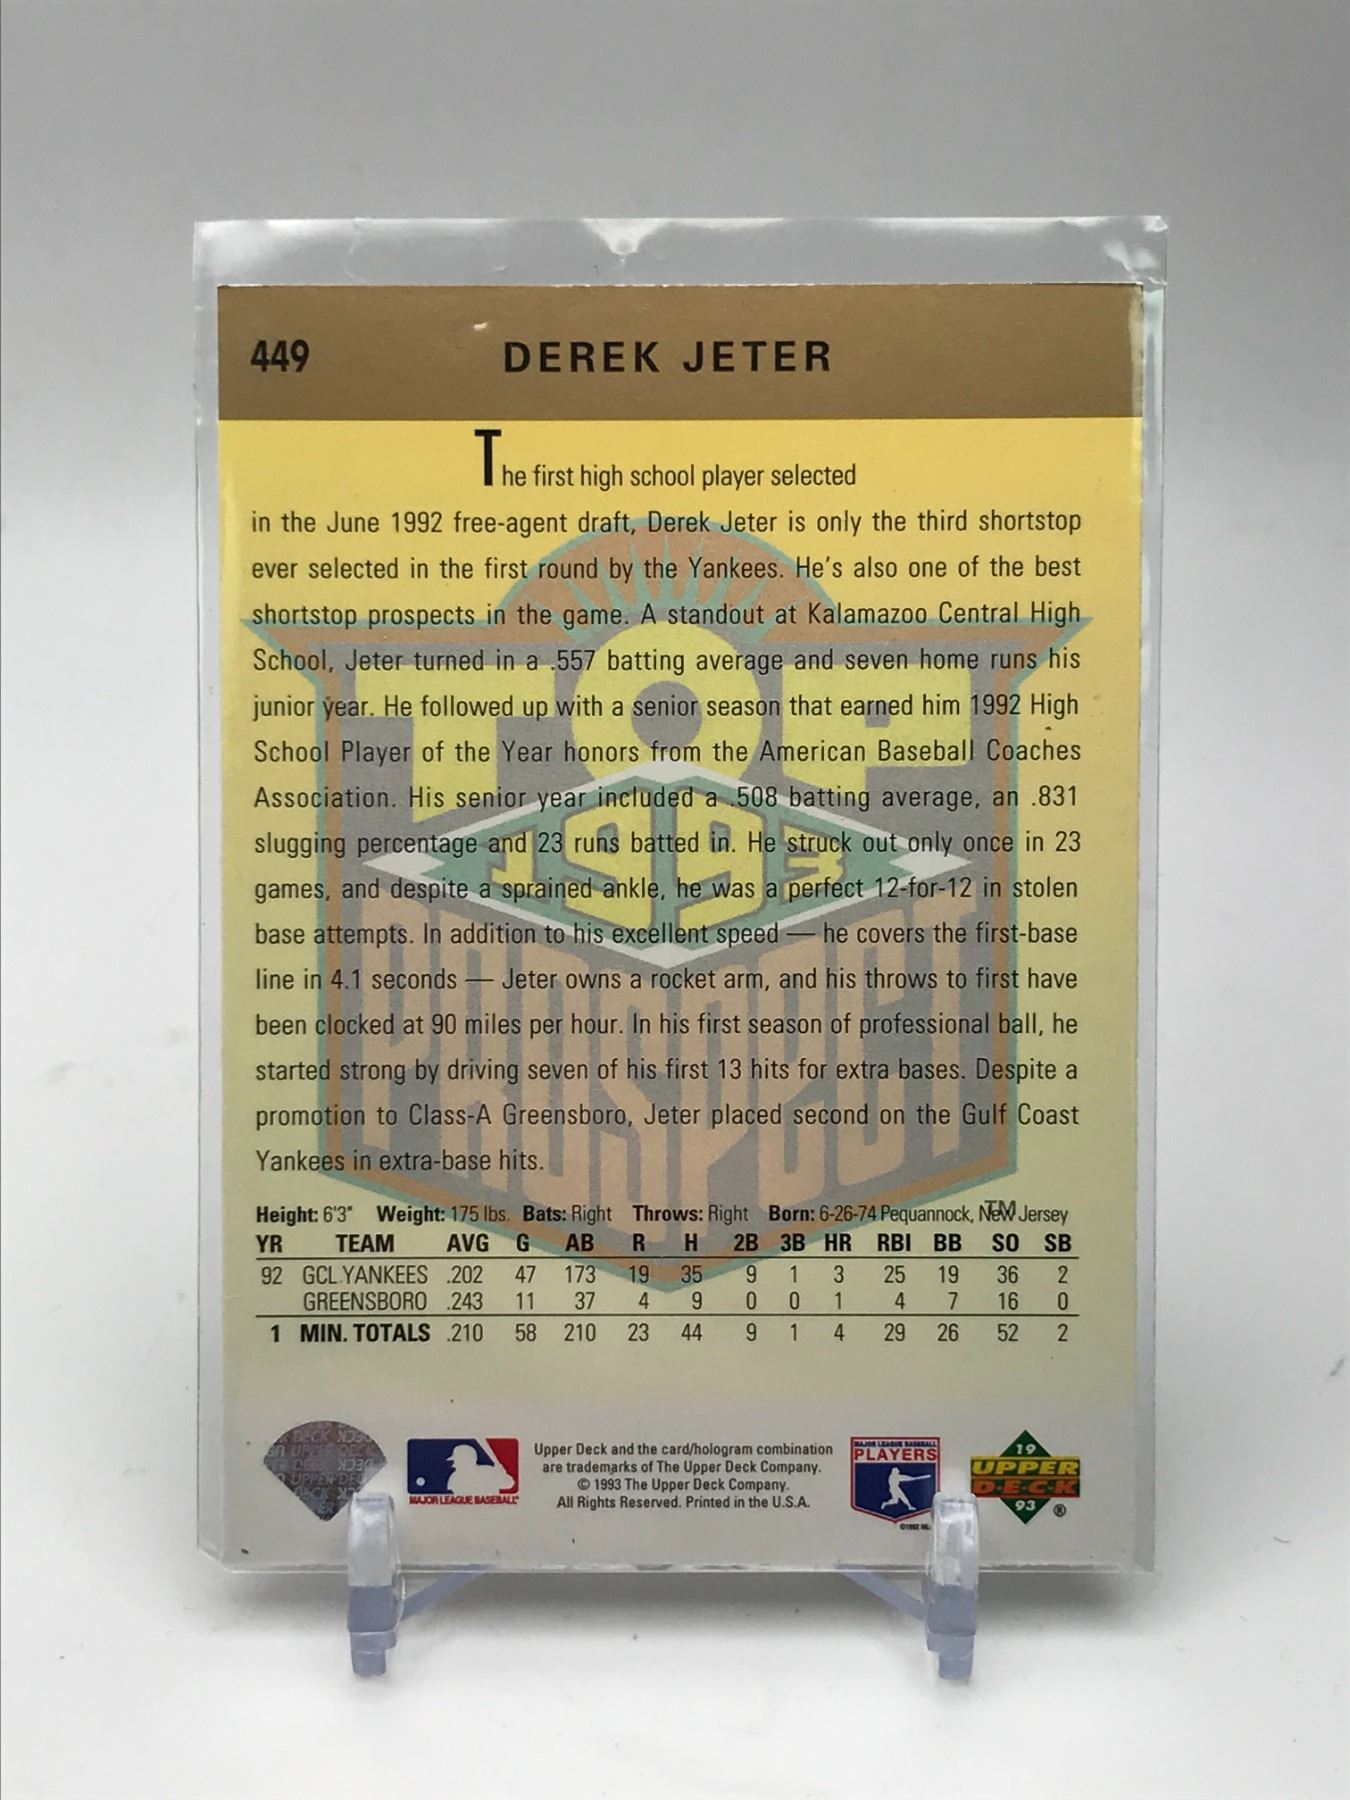 449 DEREK JETER
The first high school player selected
in the June 1992 free-agent draft, Derek Jeter is only the third shortstop
ever selected in the first round by the Yankees. He's also one of the best
shortstop prospects in the game. A standout at Kalamazoo Central High
School, Jeter turned in a .557 batting average and seven home runs his
junior year. He followed up with a senior season that earned him 1992 High
School Player of the Year honors from the American Baseball Coaches
Association. His senior year included a .508 batting average, an .831
slugging percentage and 23 runs batted in. He struck out only once in 23
games, and despite a sprained ankle, he was a perfect 12-for-12 in stolen
base attempts. In addition to his excellent speed — he covers the first-base
line in 4.1 seconds — Jeter owns a rocket arm, and his throws to first have
been clocked at 90 miles per hour. In his first season of professional ball, he
started strong by driving seven of his first 13 hits for extra bases. Despite a
promotion to Class-A Greensboro, Jeter placed second on the Gulf Coast
Yankees in extra-base hits.
TOP
1993
PROSPECT
TM
Height: 6'3" Weight: 175 lbs. Bats: Right Throws: Right Born: 6-26-74 Pequannock, New Jersey
YR TEAM AVG G AB R H 2B 3B HR RBI BB SO SB
92 GCL YANKEES .202 47 173 19 35 9 1 3 25 19 36 2
GREENSBORO .243 11 37 4 9 0 0 1 4 7 16 0
1 MIN. TOTALS .210 58 210 23 44 9 1 4 29 26 52 2
UPPER DECK
MAJOR LEAGUE BASEBALL
Upper Deck and the card/hologram combination
are trademarks of The Upper Deck Company.
© 1993 The Upper Deck Company.
All Rights Reserved. Printed in the U.S.A.
MAJOR LEAGUE BASEBALL
PLAYERS
19
UPPER
D·E·C·K
93 ®